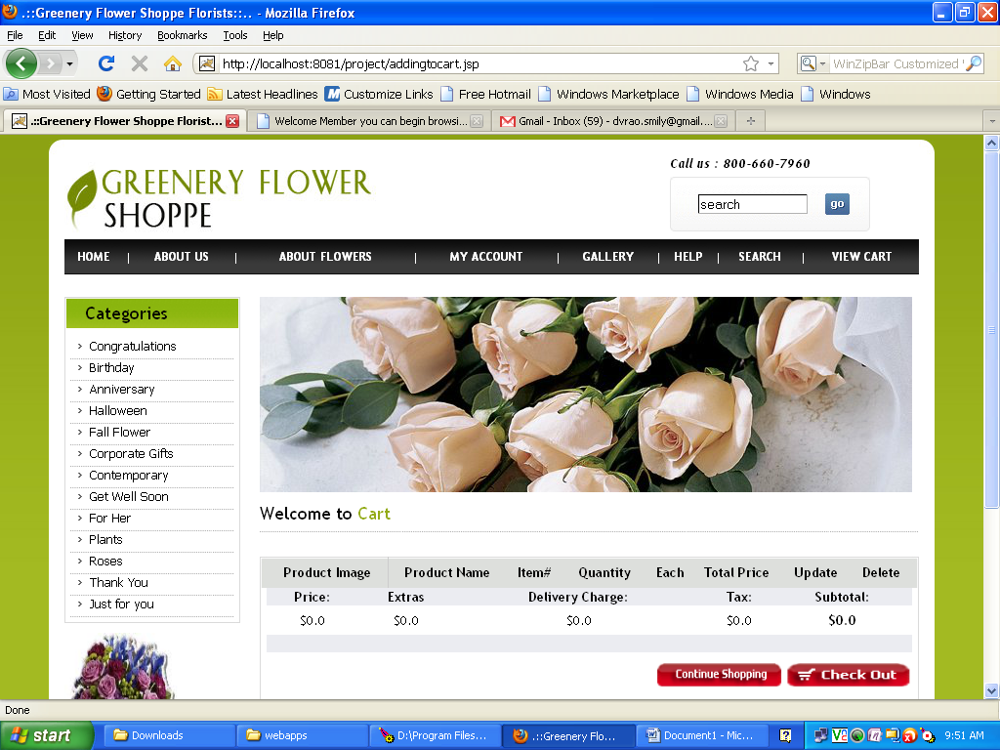 .::Greenery Flower Shoppe Florists::.. - Mozilla Firefox
File Edit View History Bookmarks Tools Help
http://localhost:8081/project/addingtocart.jsp WinZipBar Customized
Most Visited Getting Started Latest Headlines Customize Links Free Hotmail Windows Marketplace Windows Media Windows
.::Greenery Flower Shoppe Florist... Welcome Member you can begin browsi... Gmail - Inbox (59) - dvrao.smily@gmail....
Call us : 800-660-7960
GREENERY FLOWER
SHOPPE
search go
HOME | ABOUT US | ABOUT FLOWERS | MY ACCOUNT | GALLERY | HELP | SEARCH | VIEW CART
Categories
Congratulations
Birthday
Anniversary
Halloween
Fall Flower
Corporate Gifts
Contemporary
Get Well Soon
For Her
Plants
Roses
Thank You
Just for you
Welcome to Cart
Product Image Product Name Item# Quantity Each Total Price Update Delete
Price: Extras Delivery Charge: Tax: Subtotal:
$0.0 $0.0 $0.0 $0.0 $0.0
Continue Shopping Check Out
Done
start Downloads webapps D:\Program Files... .::Greenery Flo... Document1 - Mic... 9:51 AM